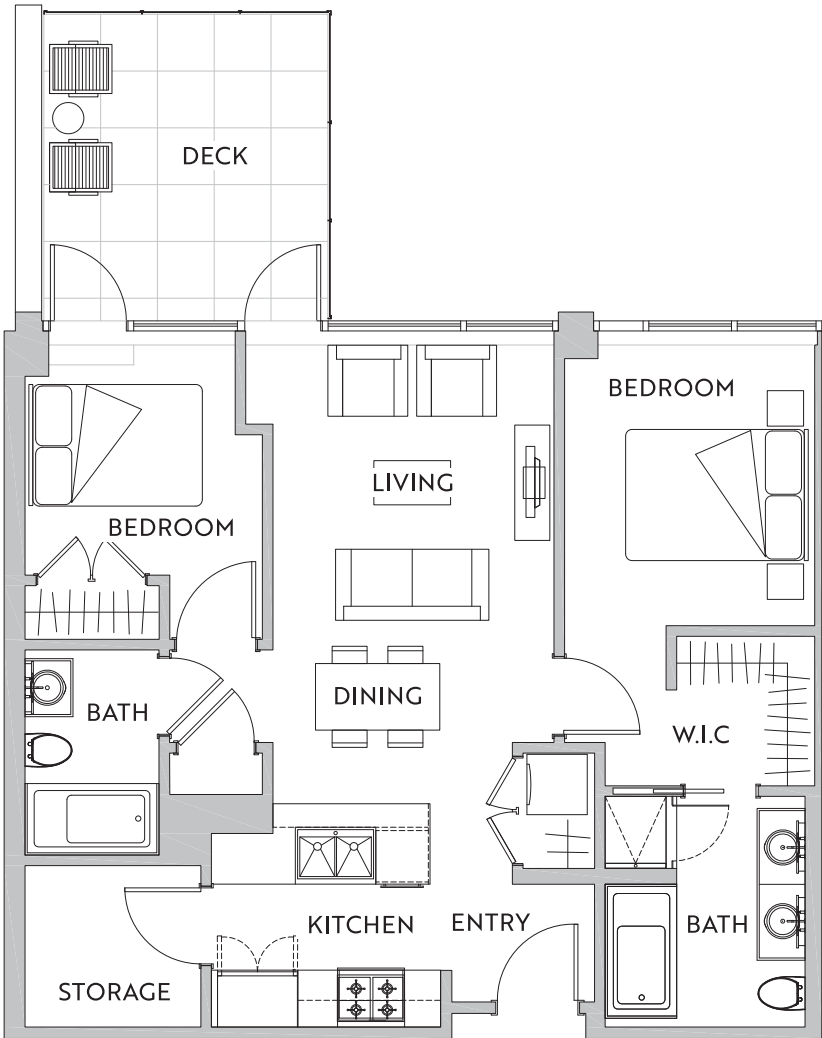 DECK
BEDROOM
LIVING
BEDROOM
DINING
BATH
W.I.C
KITCHEN
ENTRY
BATH
STORAGE